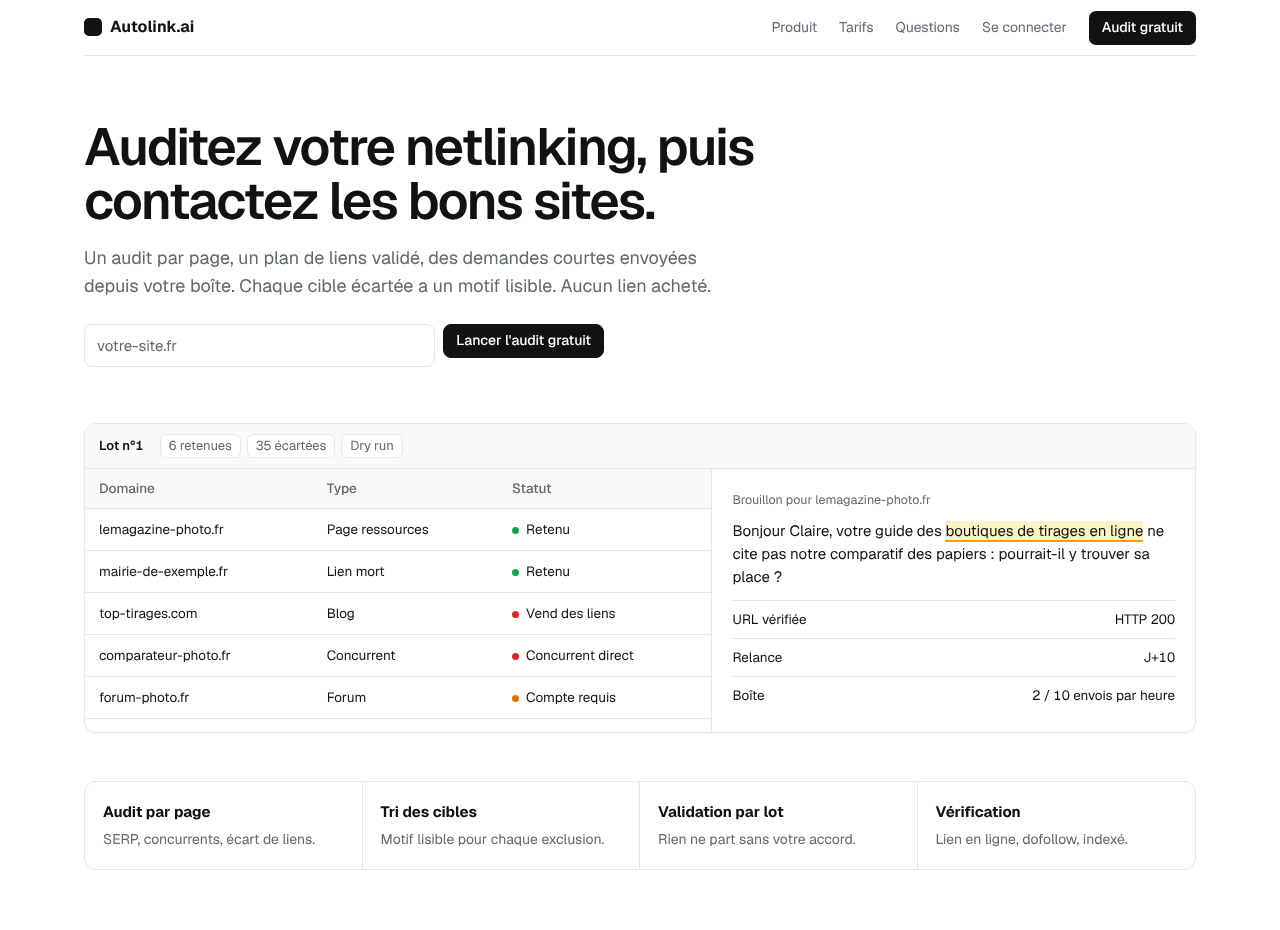 Autolink.ai
Produit Tarifs Questions Se connecter Audit gratuit
Auditez votre netlinking, puis
contactez les bons sites.
Un audit par page, un plan de liens validé, des demandes courtes envoyées
depuis votre boîte. Chaque cible écartée a un motif lisible. Aucun lien acheté.
votre-site.fr Lancer l'audit gratuit
Lot n°1 6 retenues 35 écartées Dry run
Domaine Type Statut
lemagazine-photo.fr Page ressources Retenu
mairie-de-exemple.fr Lien mort Retenu
top-tirages.com Blog Vend des liens
comparateur-photo.fr Concurrent Concurrent direct
forum-photo.fr Forum Compte requis
Brouillon pour lemagazine-photo.fr
Bonjour Claire, votre guide des boutiques de tirages en ligne ne
cite pas notre comparatif des papiers : pourrait-il y trouver sa
place ?
URL vérifiée HTTP 200
Relance J+10
Boîte 2 / 10 envois par heure
Audit par page
SERP, concurrents, écart de liens.
Tri des cibles
Motif lisible pour chaque exclusion.
Validation par lot
Rien ne part sans votre accord.
Vérification
Lien en ligne, dofollow, indexé.